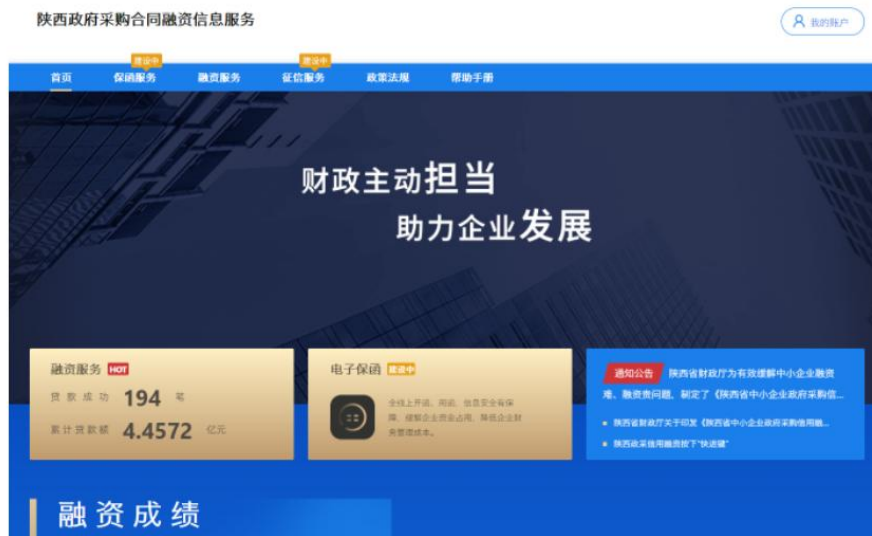 陕西政府采购合同融资信息服务
我的账户
建设中
建设中
首页 保函服务 融资服务 征信服务 政策法规 帮助手册
财政主动担当
助力企业发展
融资服务 HOT
贷款成功 194 笔
累计贷款额 4.4572 亿元
电子保函 建设中
全线上开函、用函，信息安全有保
障，缓解企业资金占用，降低企业财
务管理成本。
通知公告 陕西省财政厅为有效缓解中小企业融资
难、融资贵问题，制定了《陕西省中小企业政府采购信...
陕西省财政厅关于印发《陕西省中小企业政府采购信用融...
陕西政采信用融资按下“快进键”
融资成绩